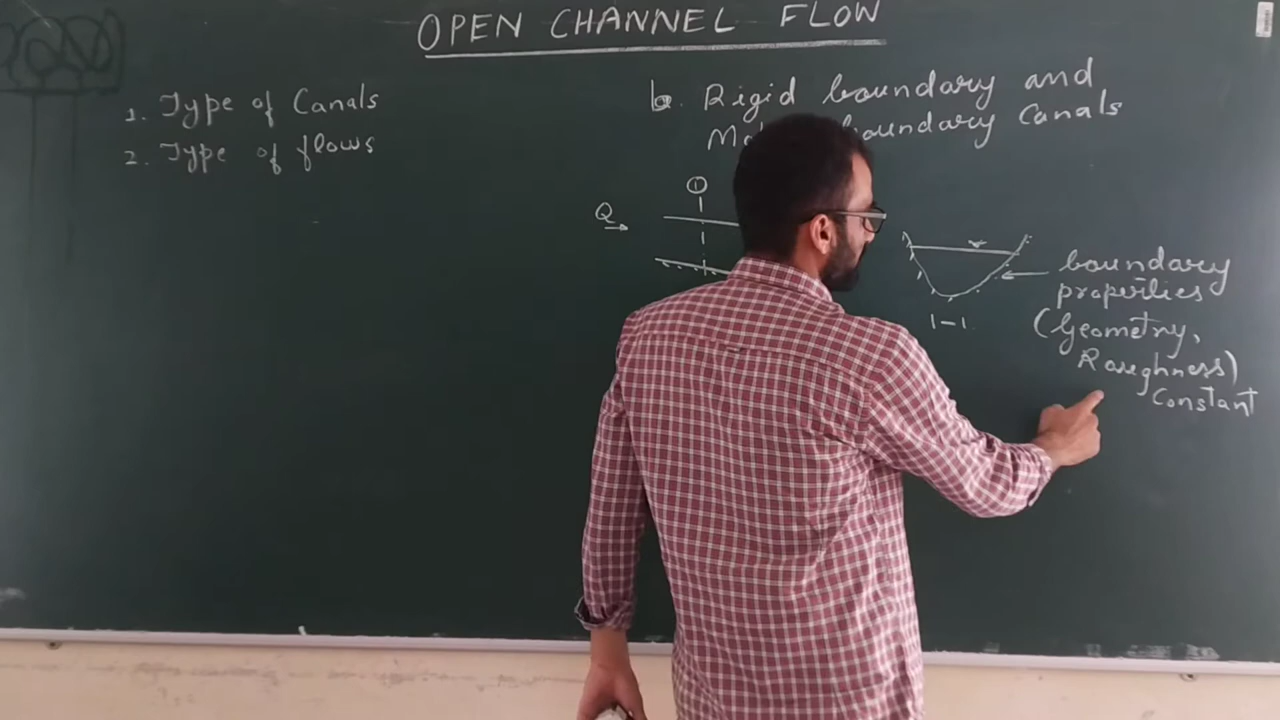 OPEN CHANNEL FLOW
1. Type of Canals
2. Type of flows
b. Rigid boundary and
boundary Canals
1
Q
boundary
properties
(Geometry,
Roughness)
Constant
1-1